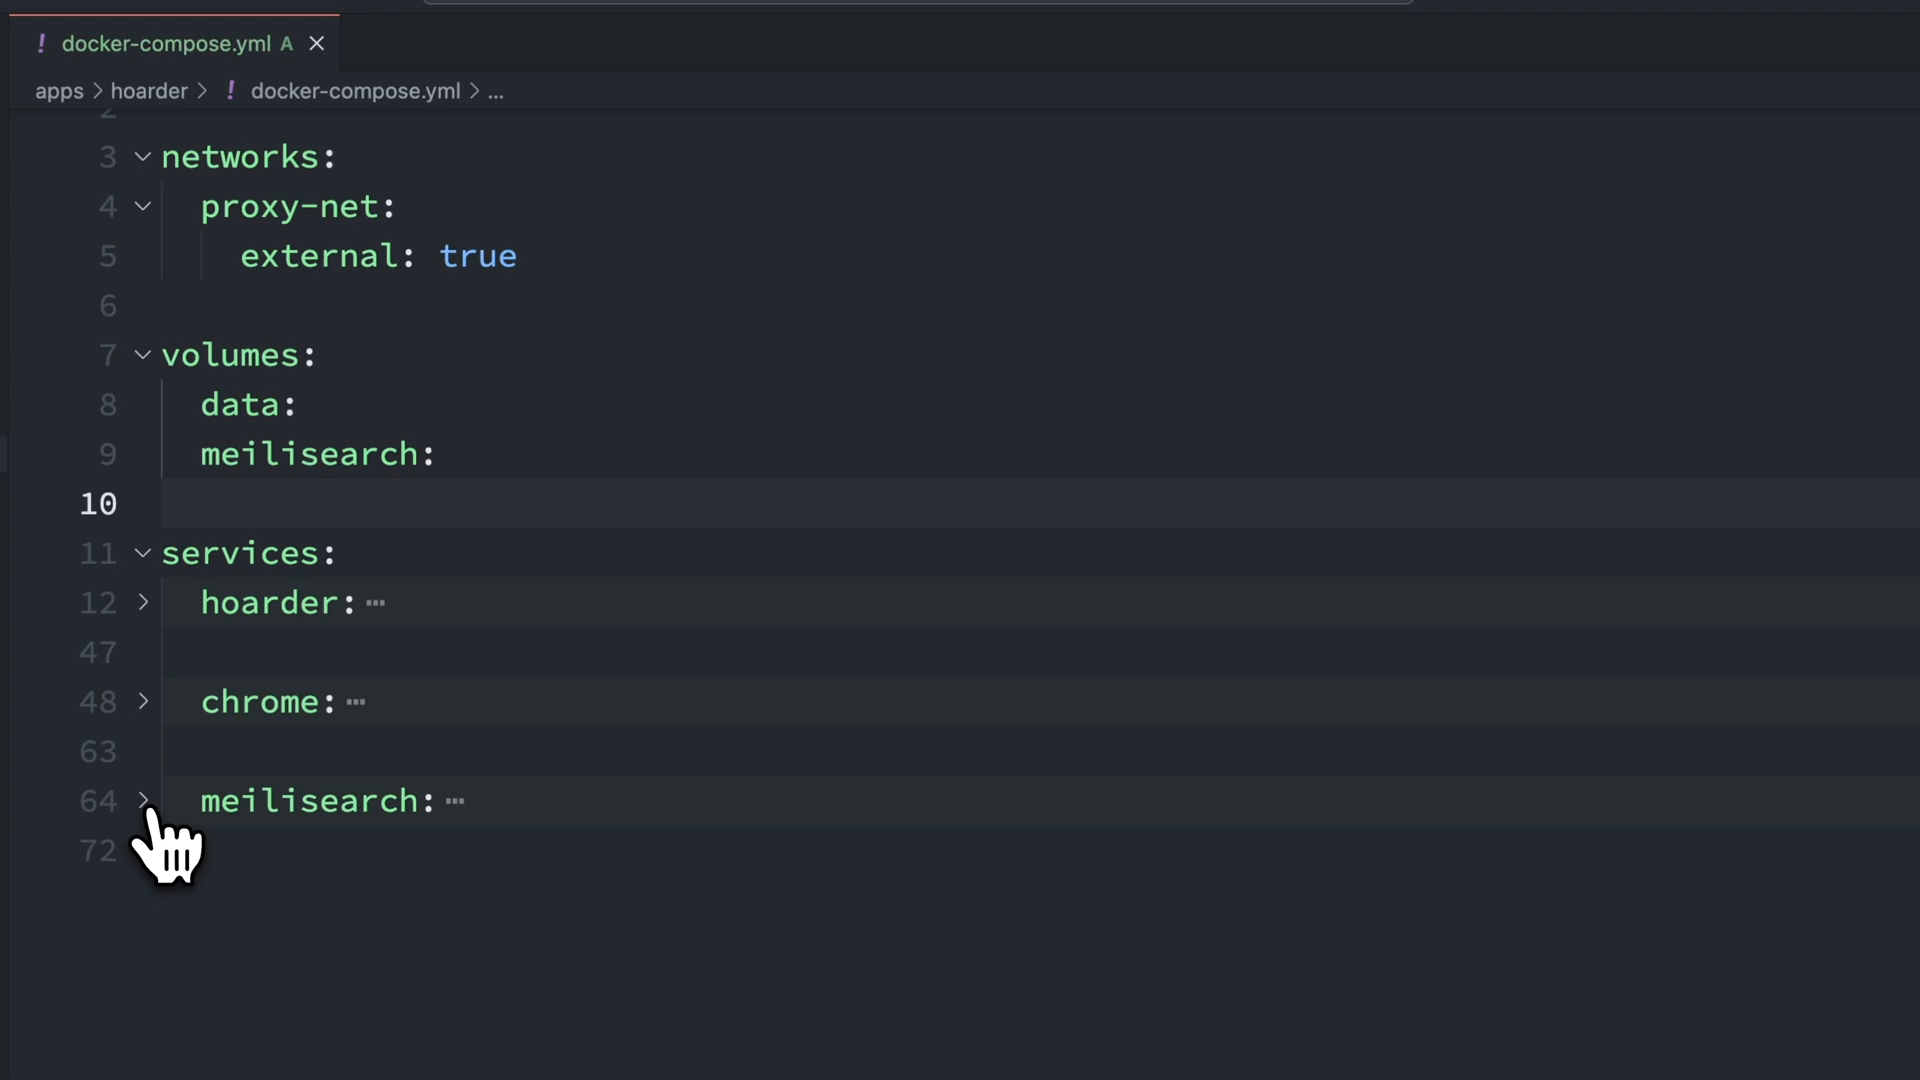 ! docker-compose.yml A ×
apps > hoarder > ! docker-compose.yml > ...
2
3 networks:
4 proxy-net:
5 external: true
6
7 volumes:
8 data:
9 meilisearch:
10
11 services:
12 hoarder: ···
47
48 chrome: ···
63
64 meilisearch: ···
72